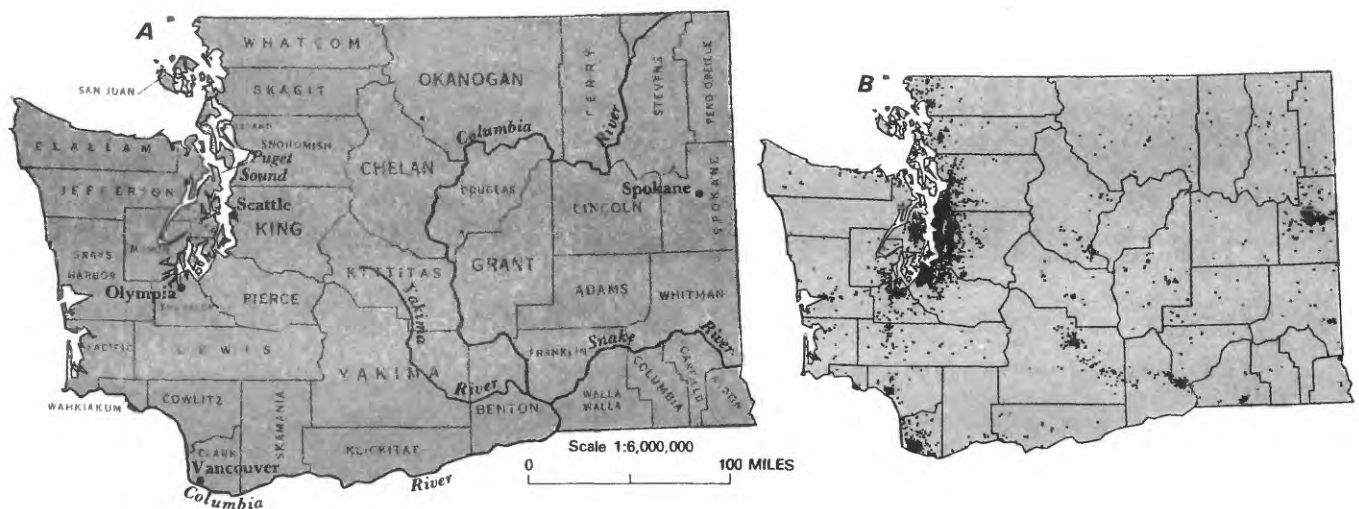 A
WHATCOM
SAN JUAN
SKAGIT
OKANOGAN
FERRY
STEVENS
PEND OREILLE
ISLAND
SNOHOMISH
CLALLAM
Puget
Sound
CHELAN
Columbia
River
JEFFERSON
Seattle
KING
DOUGLAS
LINCOLN
Spokane
SPOKANE
GRAYS
HARBOR
Olympia
PIERCE
KITTITAS
Yakima
GRANT
ADAMS
WHITMAN
PACIFIC
LEWIS
YAKIMA
River
FRANKLIN
Snake
River
WAHKIAKUM
COWLITZ
SKAMANIA
BENTON
WALLA
WALLA
COLUMBIA
GARFIELD
CLARK
Vancouver
KLICKITAT
Columbia
River
Scale 1:6,000,000
0
100 MILES
B